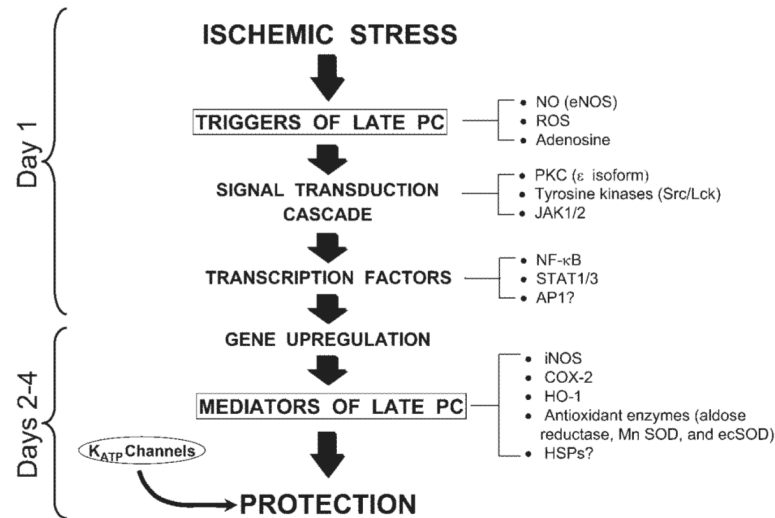 ISCHEMIC STRESS
Day 1
TRIGGERS OF LATE PC
• NO (eNOS)
• ROS
• Adenosine
SIGNAL TRANSDUCTION
CASCADE
• PKC (ε isoform)
• Tyrosine kinases (Src/Lck)
• JAK1/2
TRANSCRIPTION FACTORS
• NF-κB
• STAT1/3
• AP1?
Days 2-4
GENE UPREGULATION
MEDIATORS OF LATE PC
• iNOS
• COX-2
• HO-1
• Antioxidant enzymes (aldose
reductase, Mn SOD, and ecSOD)
• HSPs?
KATP Channels
PROTECTION